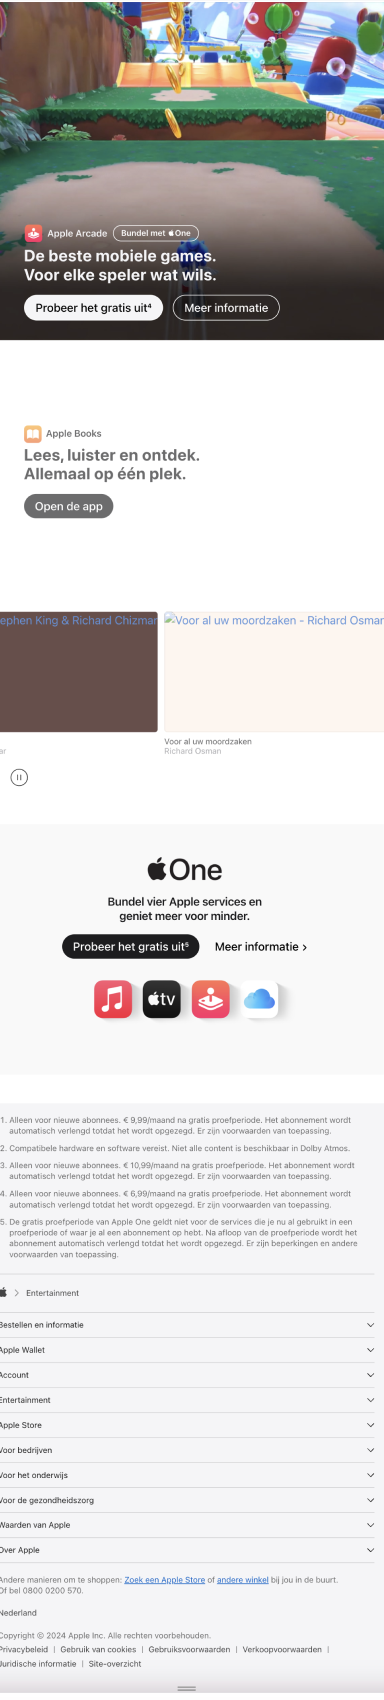 Apple Arcade Bundel met One
De beste mobiele games.
Voor elke speler wat wils.
Probeer het gratis uit⁴ Meer informatie
Apple Books
Lees, luister en ontdek.
Allemaal op één plek.
Open de app
ephen King & Richard Chizmar Voor al uw moordzaken - Richard Osman
Voor al uw moordzaken
ar Richard Osman
One
Bundel vier Apple services en
geniet meer voor minder.
Probeer het gratis uit⁵ Meer informatie >
tv
1. Alleen voor nieuwe abonnees. € 9,99/maand na gratis proefperiode. Het abonnement wordt
automatisch verlengd totdat het wordt opgezegd. Er zijn voorwaarden van toepassing.
2. Compatibele hardware en software vereist. Niet alle content is beschikbaar in Dolby Atmos.
3. Alleen voor nieuwe abonnees. € 10,99/maand na gratis proefperiode. Het abonnement wordt
automatisch verlengd totdat het wordt opgezegd. Er zijn voorwaarden van toepassing.
4. Alleen voor nieuwe abonnees. € 6,99/maand na gratis proefperiode. Het abonnement wordt
automatisch verlengd totdat het wordt opgezegd. Er zijn voorwaarden van toepassing.
5. De gratis proefperiode van Apple One geldt niet voor de services die je nu al gebruikt in een
proefperiode of waar je al een abonnement op hebt. Na afloop van de proefperiode wordt het
abonnement automatisch verlengd totdat het wordt opgezegd. Er zijn beperkingen en andere
voorwaarden van toepassing.
> Entertainment
Bestellen en informatie
Apple Wallet
Account
Entertainment
Apple Store
Voor bedrijven
Voor het onderwijs
Voor de gezondheidszorg
Waarden van Apple
Over Apple
Andere manieren om te shoppen: Zoek een Apple Store of andere winkel bij jou in de buurt.
Of bel 0800 0200 570.
Nederland
Copyright © 2024 Apple Inc. Alle rechten voorbehouden.
Privacybeleid | Gebruik van cookies | Gebruiksvoorwaarden | Verkoopvoorwaarden |
Juridische informatie | Site-overzicht